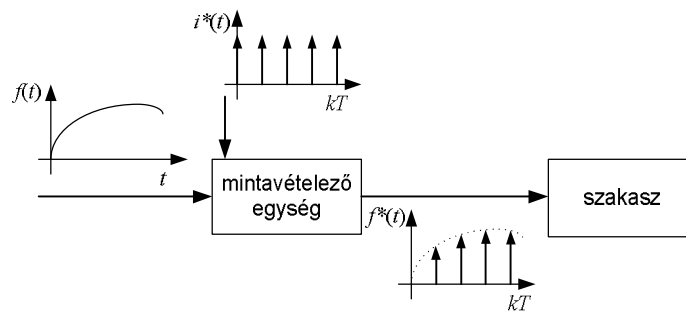 i*(t)
kT
f(t)
t
mintavételező
egység
f*(t)
kT
szakasz